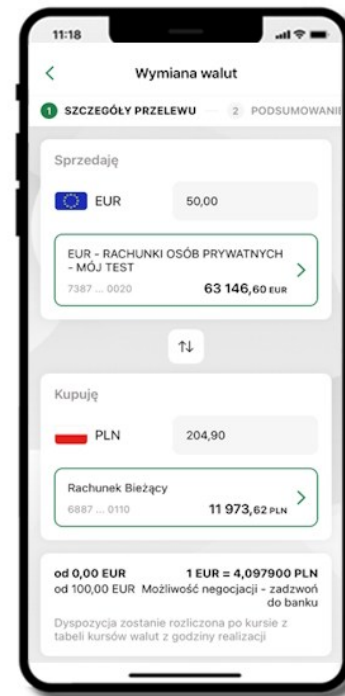 11:18
Wymiana walut
1 SZCZEGÓŁY PRZELEWU 2 PODSUMOWANIE
Sprzedaję
EUR 50,00
EUR - RACHUNKI OSÓB PRYWATNYCH
- MÓJ TEST
7387 ... 0020 63 146,60 EUR
Kupuję
PLN 204,90
Rachunek Bieżący
6887 ... 0110 11 973,62 PLN
od 0,00 EUR 1 EUR = 4,097900 PLN
od 100,00 EUR Możliwość negocjacji - zadzwoń
do banku
Dyspozycja zostanie rozliczona po kursie z
tabeli kursów walut z godziny realizacji